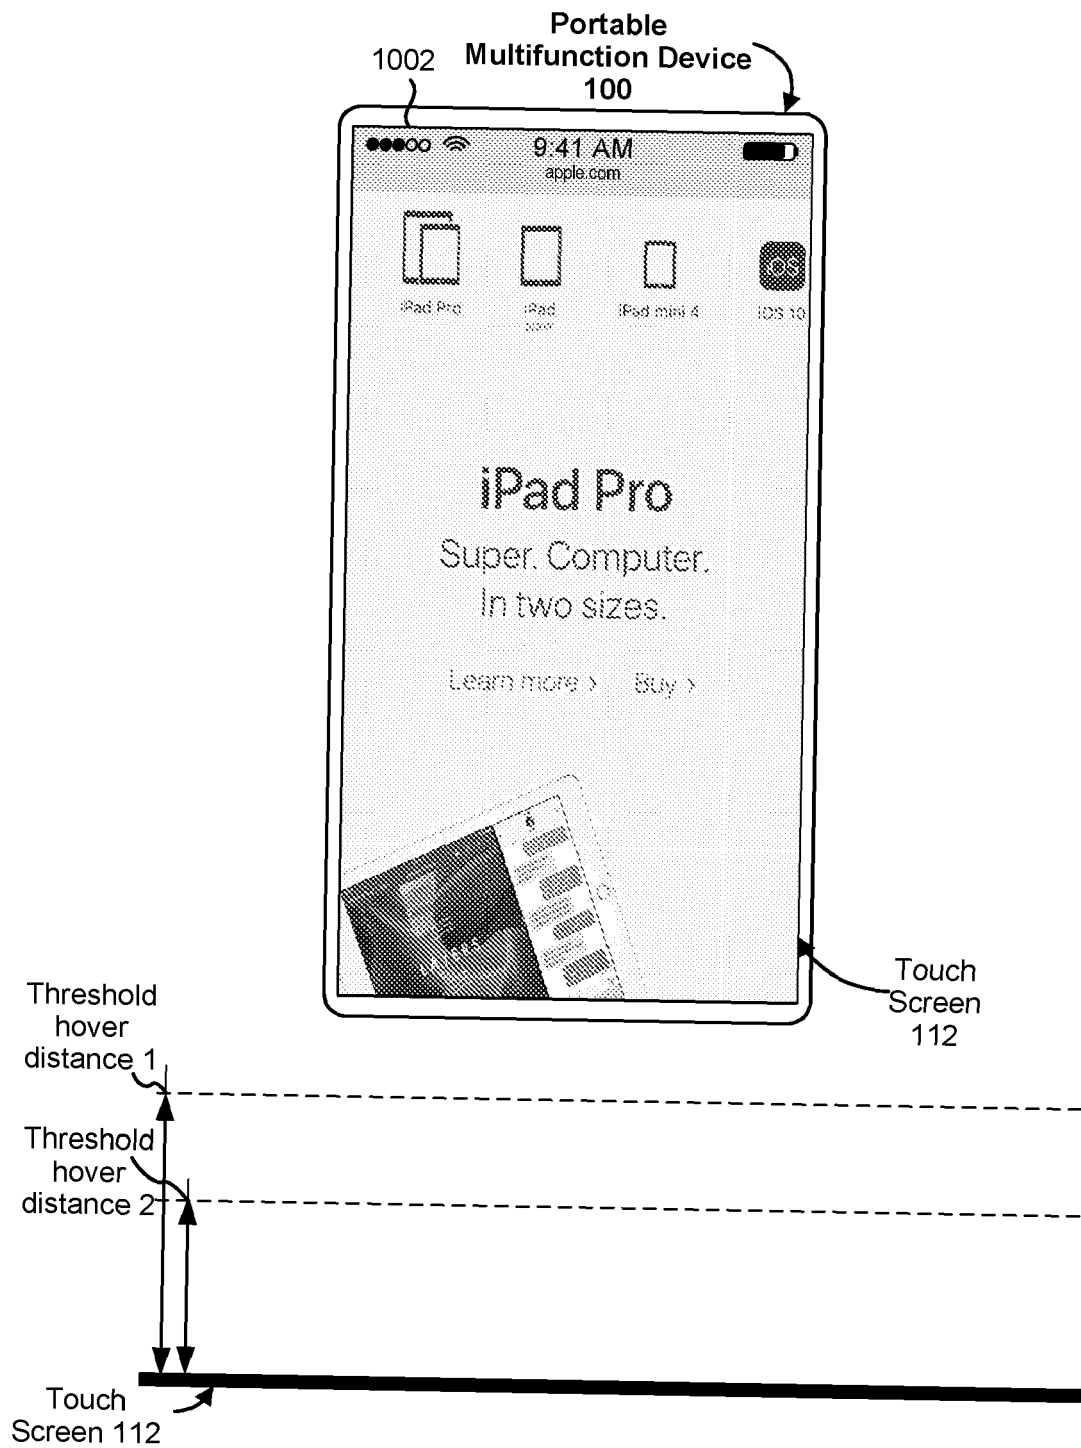 Portable
Multifunction Device
100
1002
9:41 AM
apple.com
iPad Pro
iPad
iPad mini 4
iOS
iOS 10
iPad Pro
Super. Computer.
In two sizes.
Learn more >
Buy >
Touch
Screen
112
Threshold
hover
distance 1
Threshold
hover
distance 2
Touch
Screen 112